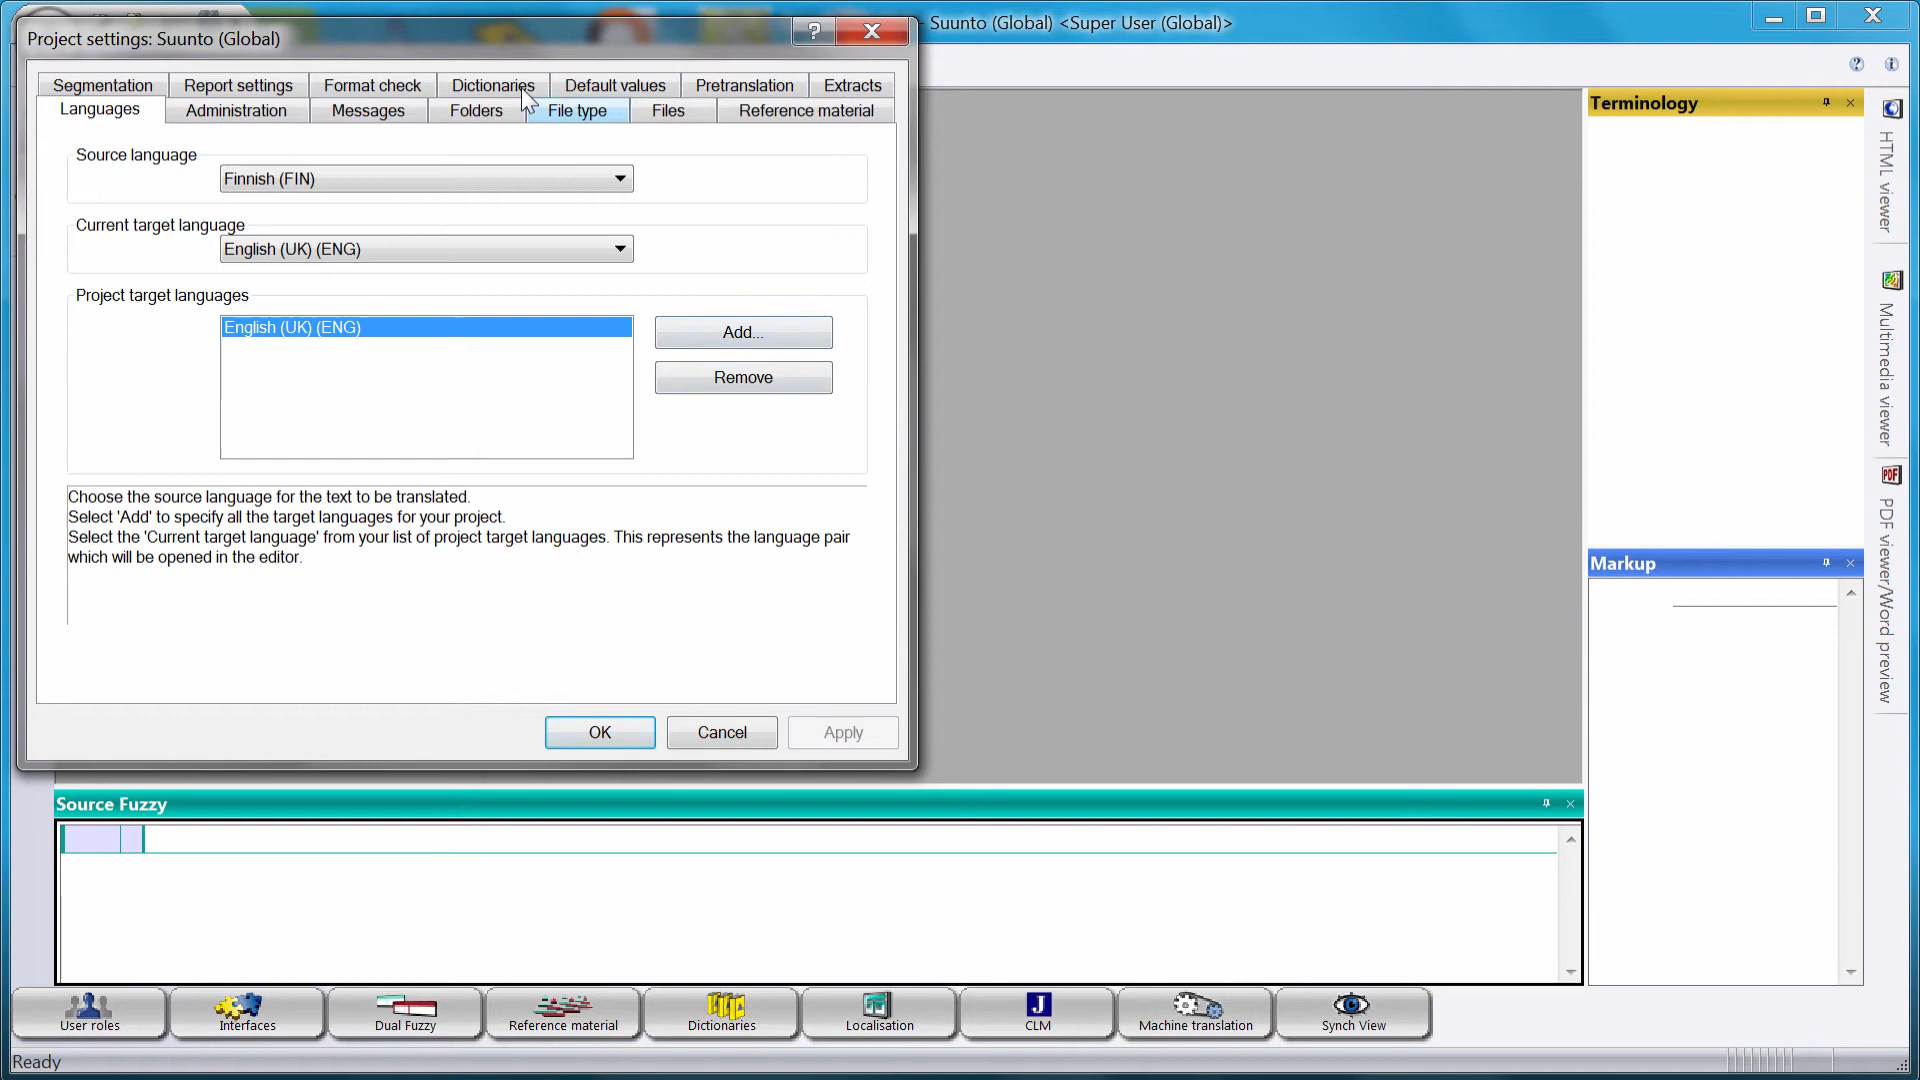 Project settings: Suunto (Global)
?
- Suunto (Global) <Super User (Global)>
Segmentation
Report settings
Format check
Dictionaries
Default values
Pretranslation
Extracts
Languages
Administration
Messages
Folders
File type
Files
Reference material
Source language
Finnish (FIN)
Current target language
English (UK) (ENG)
Project target languages
English (UK) (ENG)
Add...
Remove
Choose the source language for the text to be translated.
Select 'Add' to specify all the target languages for your project.
Select the 'Current target language' from your list of project target languages. This represents the language pair
which will be opened in the editor.
OK
Cancel
Apply
Terminology
Markup
HTML viewer
Multimedia viewer
PDF
PDF viewer/Word preview
Source Fuzzy
User roles
Interfaces
Dual Fuzzy
Reference material
Dictionaries
Localisation
J
CLM
Machine translation
Synch View
Ready